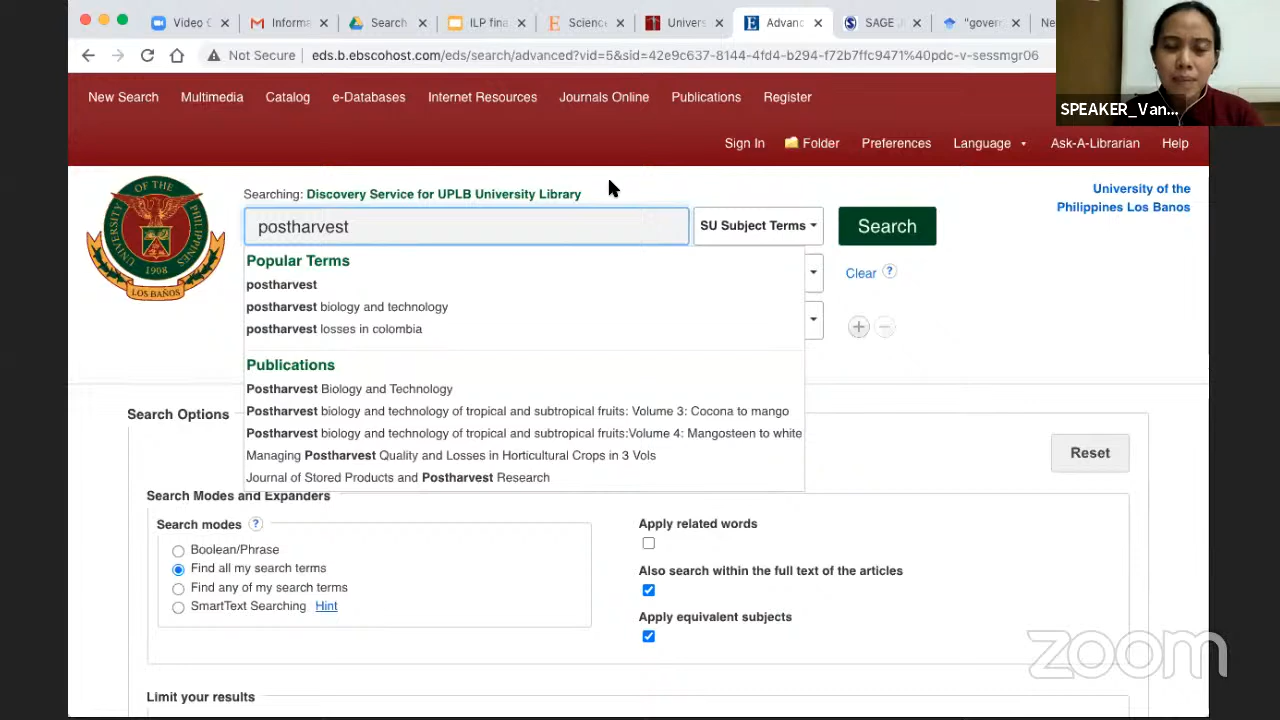 Video C
Informa
Search
ILP fina
Science
Univers
Advanc
SAGE J
"gover
Ne
Not Secure
eds.b.ebscohost.com/eds/search/advanced?vid=5&sid=42e9c637-8144-4fd4-b294-f72b7ffc9471%40pdc-v-sessmgr06
SPEAKER_Van...
New Search
Multimedia
Catalog
e-Databases
Internet Resources
Journals Online
Publications
Register
Sign In
Folder
Preferences
Language
Ask-A-Librarian
Help
UNIVERSITY OF THE PHILIPPINES
1908
LOS BAÑOS
Searching: Discovery Service for UPLB University Library
University of the
Philippines Los Banos
postharvest
SU Subject Terms
Search
Clear
?
Popular Terms
postharvest
postharvest biology and technology
postharvest losses in colombia
Publications
Postharvest Biology and Technology
Postharvest biology and technology of tropical and subtropical fruits: Volume 3: Cocona to mango
Postharvest biology and technology of tropical and subtropical fruits:Volume 4: Mangosteen to white
Managing Postharvest Quality and Losses in Horticultural Crops in 3 Vols
Journal of Stored Products and Postharvest Research
Search Options
Reset
Search Modes and Expanders
Search modes ?
Boolean/Phrase
Find all my search terms
Find any of my search terms
SmartText Searching Hint
Apply related words
Also search within the full text of the articles
Apply equivalent subjects
zoom
Limit your results